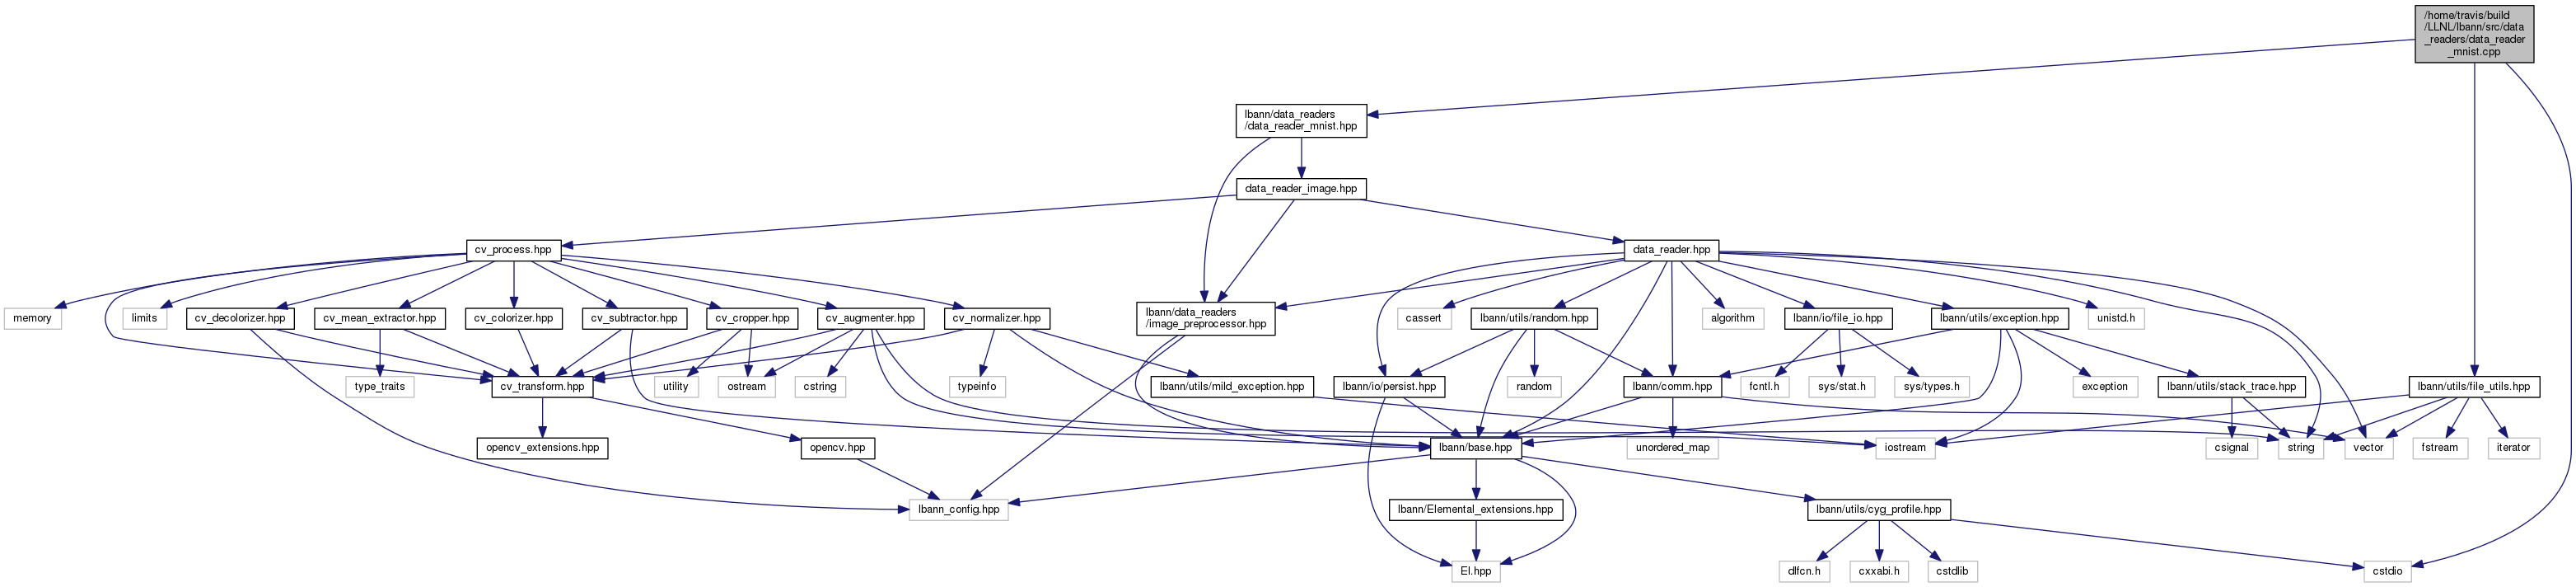 /home/travis/build
/LLNL/lbann/src/data
_readers/data_reader
_mnist.cpp
lbann/data_readers
/data_reader_mnist.hpp
data_reader_image.hpp
cv_process.hpp
data_reader.hpp
memory
limits
cv_decolorizer.hpp
cv_mean_extractor.hpp
cv_colorizer.hpp
cv_subtractor.hpp
cv_cropper.hpp
cv_augmenter.hpp
cv_normalizer.hpp
lbann/data_readers
/image_preprocessor.hpp
cassert
lbann/utils/random.hpp
algorithm
lbann/io/file_io.hpp
lbann/utils/exception.hpp
unistd.h
type_traits
cv_transform.hpp
utility
ostream
cstring
typeinfo
lbann/utils/mild_exception.hpp
lbann/io/persist.hpp
random
lbann/comm.hpp
fcntl.h
sys/stat.h
sys/types.h
exception
lbann/utils/stack_trace.hpp
lbann/utils/file_utils.hpp
opencv_extensions.hpp
opencv.hpp
lbann/base.hpp
unordered_map
iostream
csignal
string
vector
fstream
iterator
lbann_config.hpp
lbann/Elemental_extensions.hpp
lbann/utils/cyg_profile.hpp
El.hpp
dlfcn.h
cxxabi.h
cstdlib
cstdio